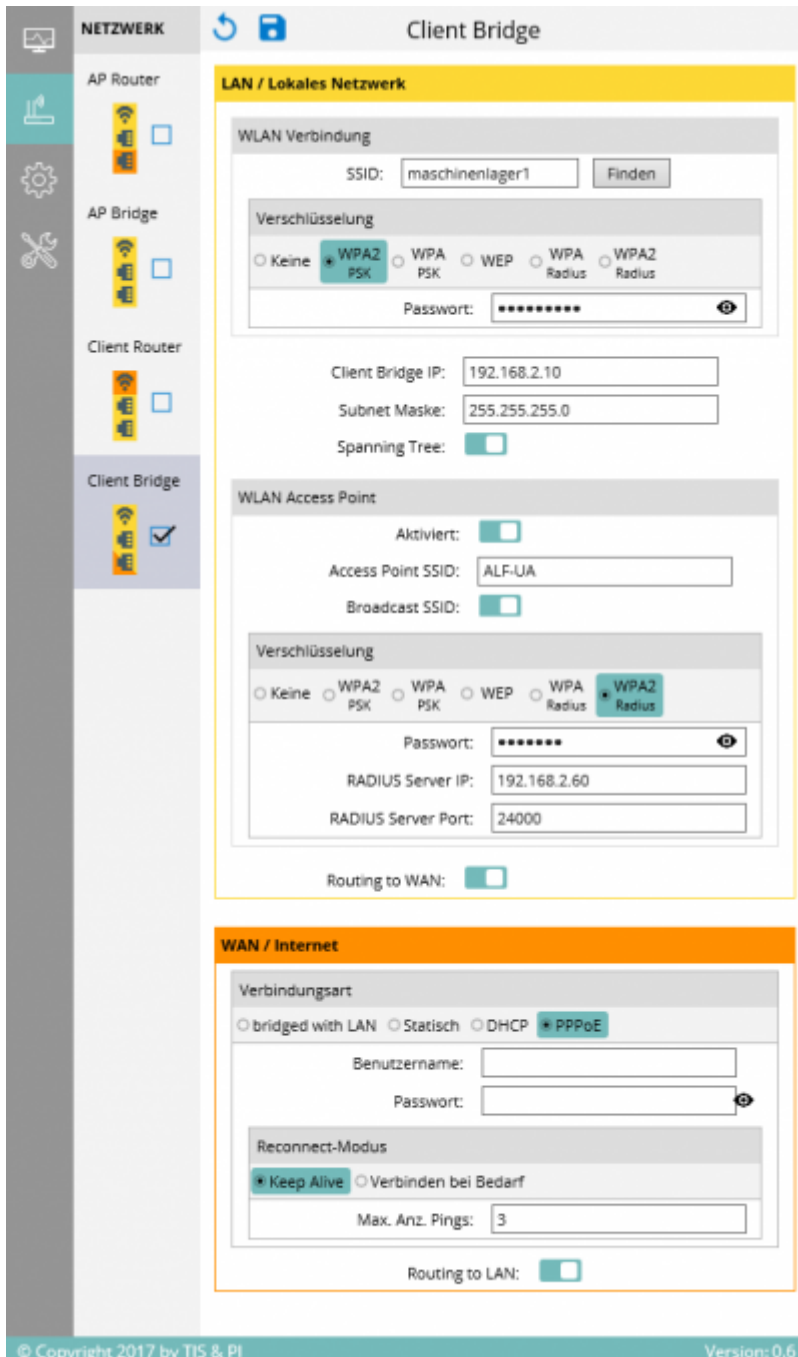 NETZWERK
Client Bridge
AP Router
AP Bridge
Client Router
Client Bridge
LAN / Lokales Netzwerk
WLAN Verbindung
SSID: maschinenlager1 Finden
Verschlüsselung
Keine WPA2 PSK WPA PSK WEP WPA Radius WPA2 Radius
Passwort: •••••••••
Client Bridge IP: 192.168.2.10
Subnet Maske: 255.255.255.0
Spanning Tree:
WLAN Access Point
Aktiviert:
Access Point SSID: ALF-UA
Broadcast SSID:
Verschlüsselung
Keine WPA2 PSK WPA PSK WEP WPA Radius WPA2 Radius
Passwort: •••••••
RADIUS Server IP: 192.168.2.60
RADIUS Server Port: 24000
Routing to WAN:
WAN / Internet
Verbindungsart
bridged with LAN Statisch DHCP PPPoE
Benutzername:
Passwort:
Reconnect-Modus
Keep Alive Verbinden bei Bedarf
Max. Anz. Pings: 3
Routing to LAN:
© Copyright 2017 by TIS & PI Version: 0.6